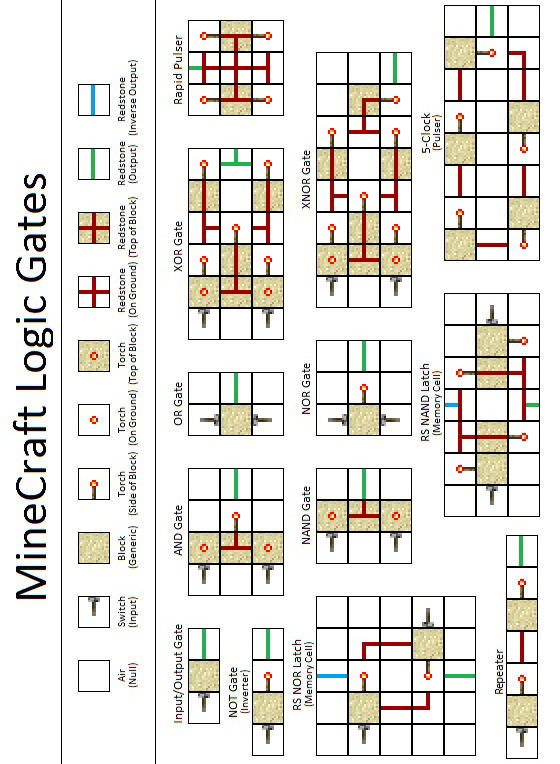 MineCraft Logic Gates
Air
(Null)
Switch
(Input)
Block
(Generic)
Torch
(Side of Block)
Torch
(On Ground)
Torch
(Top of Block)
Redstone
(On Ground)
Redstone
(Top of Block)
Redstone
(Output)
Redstone
(Inverse Output)
Input/Output Gate
NOT Gate
(Inverter)
AND Gate
OR Gate
XOR Gate
Rapid Pulser
RS NOR Latch
(Memory Cell)
NAND Gate
NOR Gate
XNOR Gate
RS NAND Latch
(Memory Cell)
5-Clock
(Pulser)
Repeater